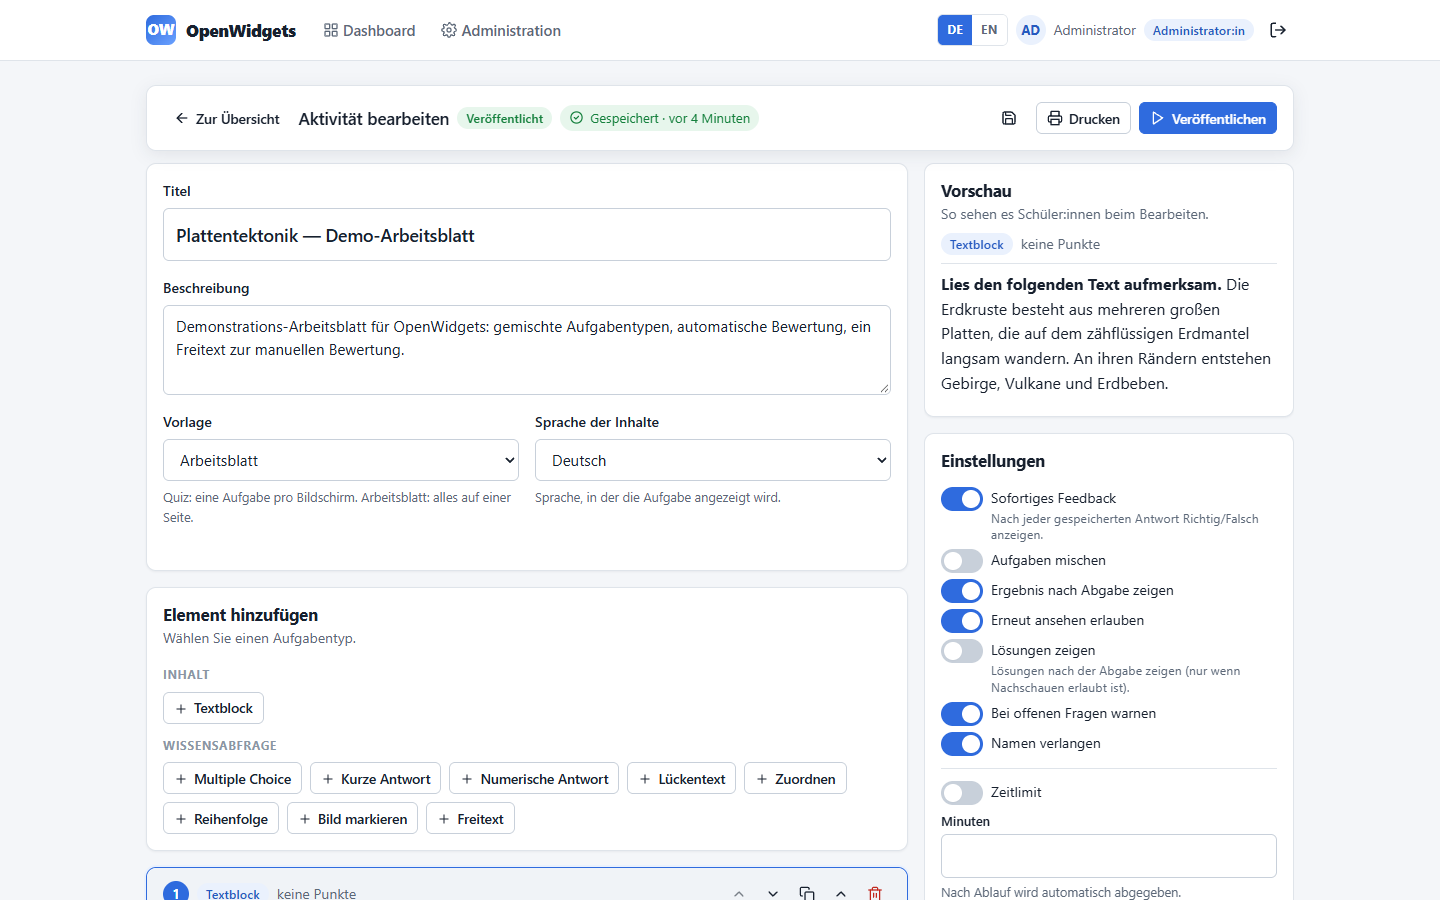 OW OpenWidgets Dashboard Administration DE EN AD Administrator Administrator:in
Zur Übersicht Aktivität bearbeiten Veröffentlicht Gespeichert · vor 4 Minuten Drucken Veröffentlichen
Titel
Plattentektonik — Demo-Arbeitsblatt
Beschreibung
Demonstrations-Arbeitsblatt für OpenWidgets: gemischte Aufgabentypen, automatische Bewertung, ein
Freitext zur manuellen Bewertung.
Vorlage
Arbeitsblatt
Quiz: eine Aufgabe pro Bildschirm. Arbeitsblatt: alles auf einer
Seite.
Sprache der Inhalte
Deutsch
Sprache, in der die Aufgabe angezeigt wird.
Element hinzufügen
Wählen Sie einen Aufgabentyp.
INHALT
+ Textblock
WISSENSABFRAGE
+ Multiple Choice + Kurze Antwort + Numerische Antwort + Lückentext + Zuordnen
+ Reihenfolge + Bild markieren + Freitext
1 Textblock keine Punkte
Vorschau
So sehen es Schüler:innen beim Bearbeiten.
Textblock keine Punkte
Lies den folgenden Text aufmerksam. Die
Erdkruste besteht aus mehreren großen
Platten, die auf dem zähflüssigen Erdmantel
langsam wandern. An ihren Rändern entstehen
Gebirge, Vulkane und Erdbeben.
Einstellungen
Sofortiges Feedback
Nach jeder gespeicherten Antwort Richtig/Falsch
anzeigen.
Aufgaben mischen
Ergebnis nach Abgabe zeigen
Erneut ansehen erlauben
Lösungen zeigen
Lösungen nach der Abgabe zeigen (nur wenn
Nachschauen erlaubt ist).
Bei offenen Fragen warnen
Namen verlangen
Zeitlimit
Minuten
Nach Ablauf wird automatisch abgegeben.